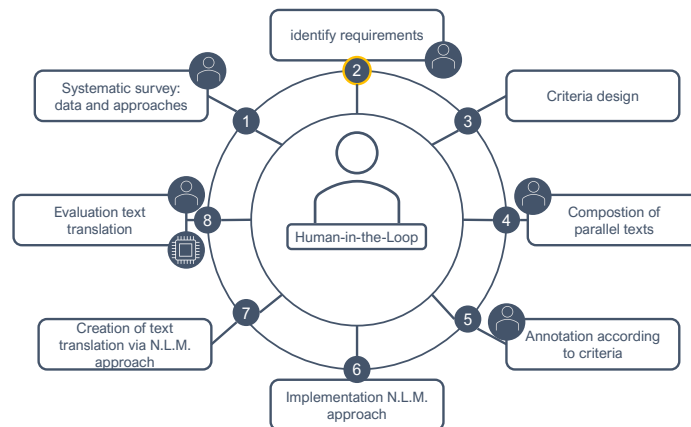 identify requirements
2
Systematic survey:
data and approaches
1
Criteria design
3
Evaluation text
translation
8
Human-in-the-Loop
4
Compostion of
parallel texts
7
Creation of text
translation via N.L.M.
approach
5
Annotation according
to criteria
6
Implementation N.L.M.
approach